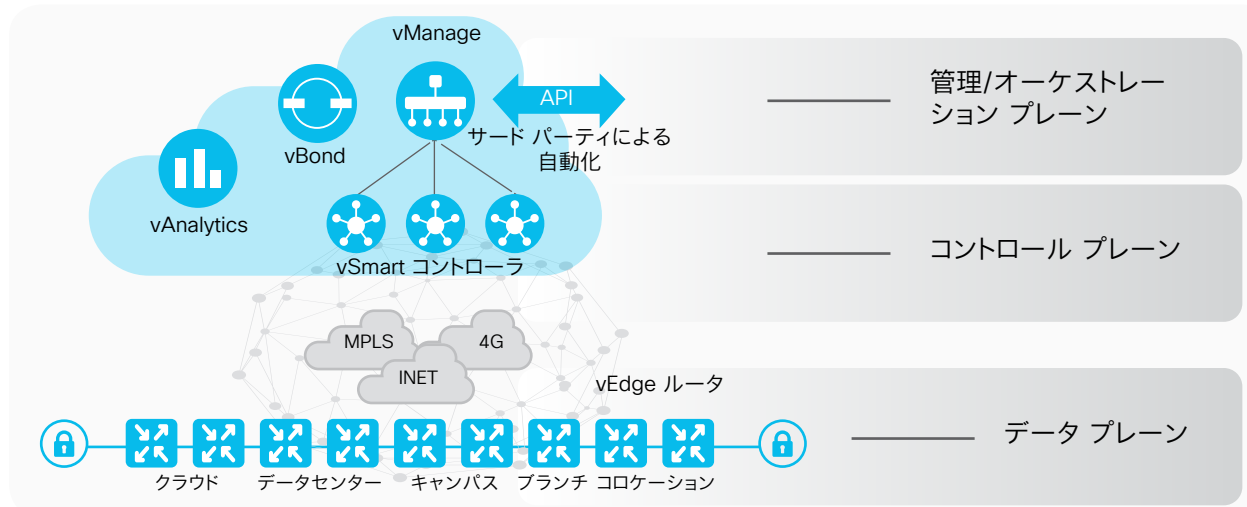 vManage
API
サード パーティによる
自動化
vBond
vAnalytics
vSmart コントローラ
管理/オーケストレー
ション プレーン
コントロール プレーン
MPLS
4G
INET
vEdge ルータ
データ プレーン
クラウド
データセンター
キャンパス
ブランチ
コロケーション